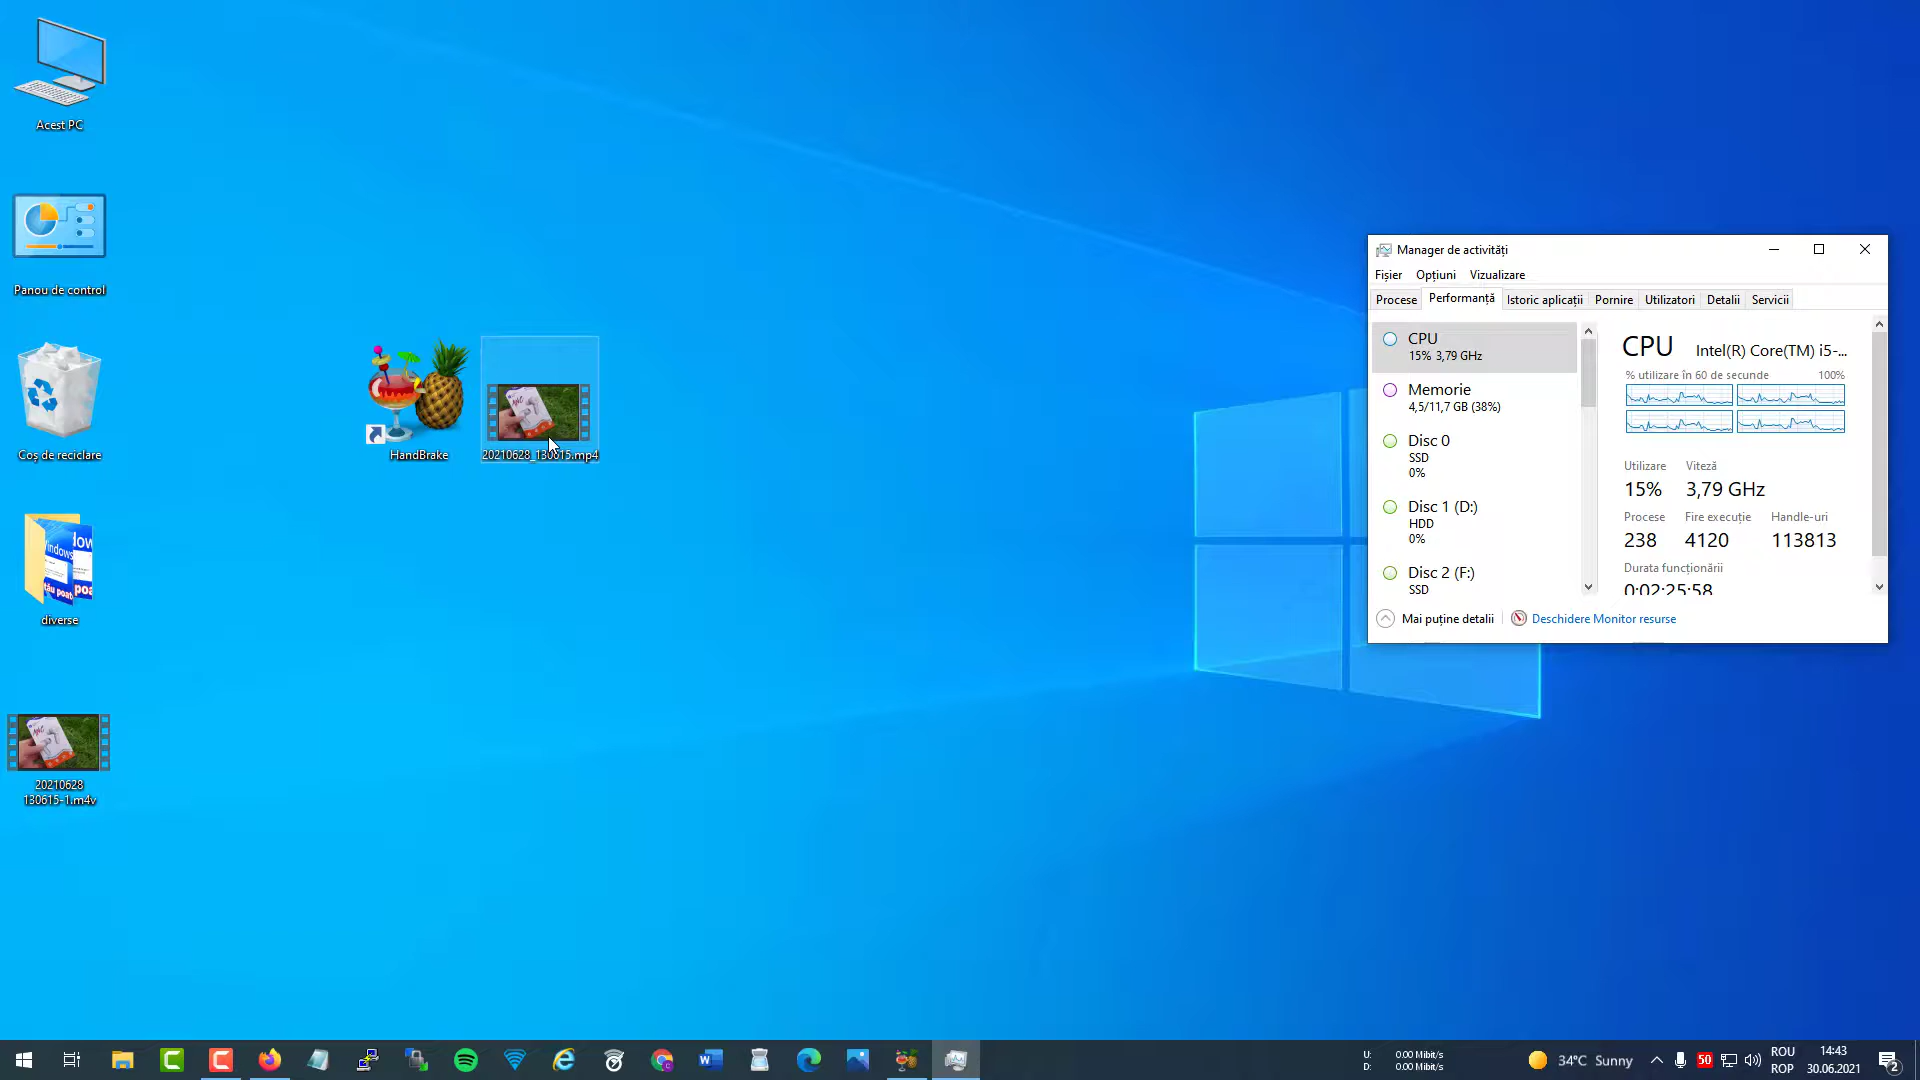 Acest PC
Panou de control
Coș de reciclare
diverse
20210628
130615-1.m4v
HandBrake
20210628_130615.mp4
Manager de activități
Fișier Opțiuni Vizualizare
Procese Performanță Istoric aplicații Pornire Utilizatori Detalii Servicii
CPU
15% 3,79 GHz
Memorie
4,5/11,7 GB (38%)
Disc 0
SSD
0%
Disc 1 (D:)
HDD
0%
Disc 2 (F:)
SSD
CPU Intel(R) Core(TM) i5-...
% utilizare în 60 de secunde 100%
Utilizare Viteză
15% 3,79 GHz
Procese Fire execuție Handle-uri
238 4120 113813
Durata funcționării
0:02:25:58
Mai puține detalii Deschidere Monitor resurse
U: 0.00 Mibit/s
D: 0.00 Mibit/s
34°C Sunny
50
ROU
ROP
14:43
30.06.2021
2